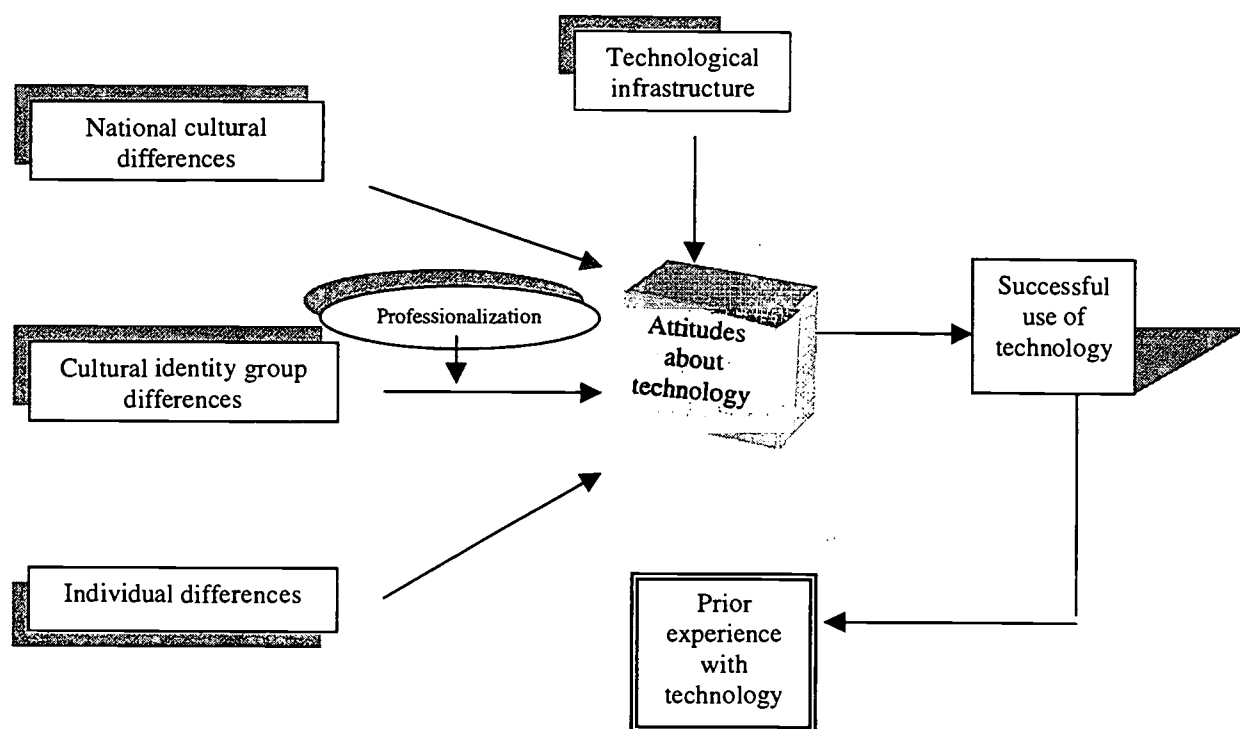 Technological
infrastructure
National cultural
differences
Professionalization
Cultural identity group
differences
Attitudes
about
technology
Successful
use of
technology
Individual differences
Prior
experience
with
technology